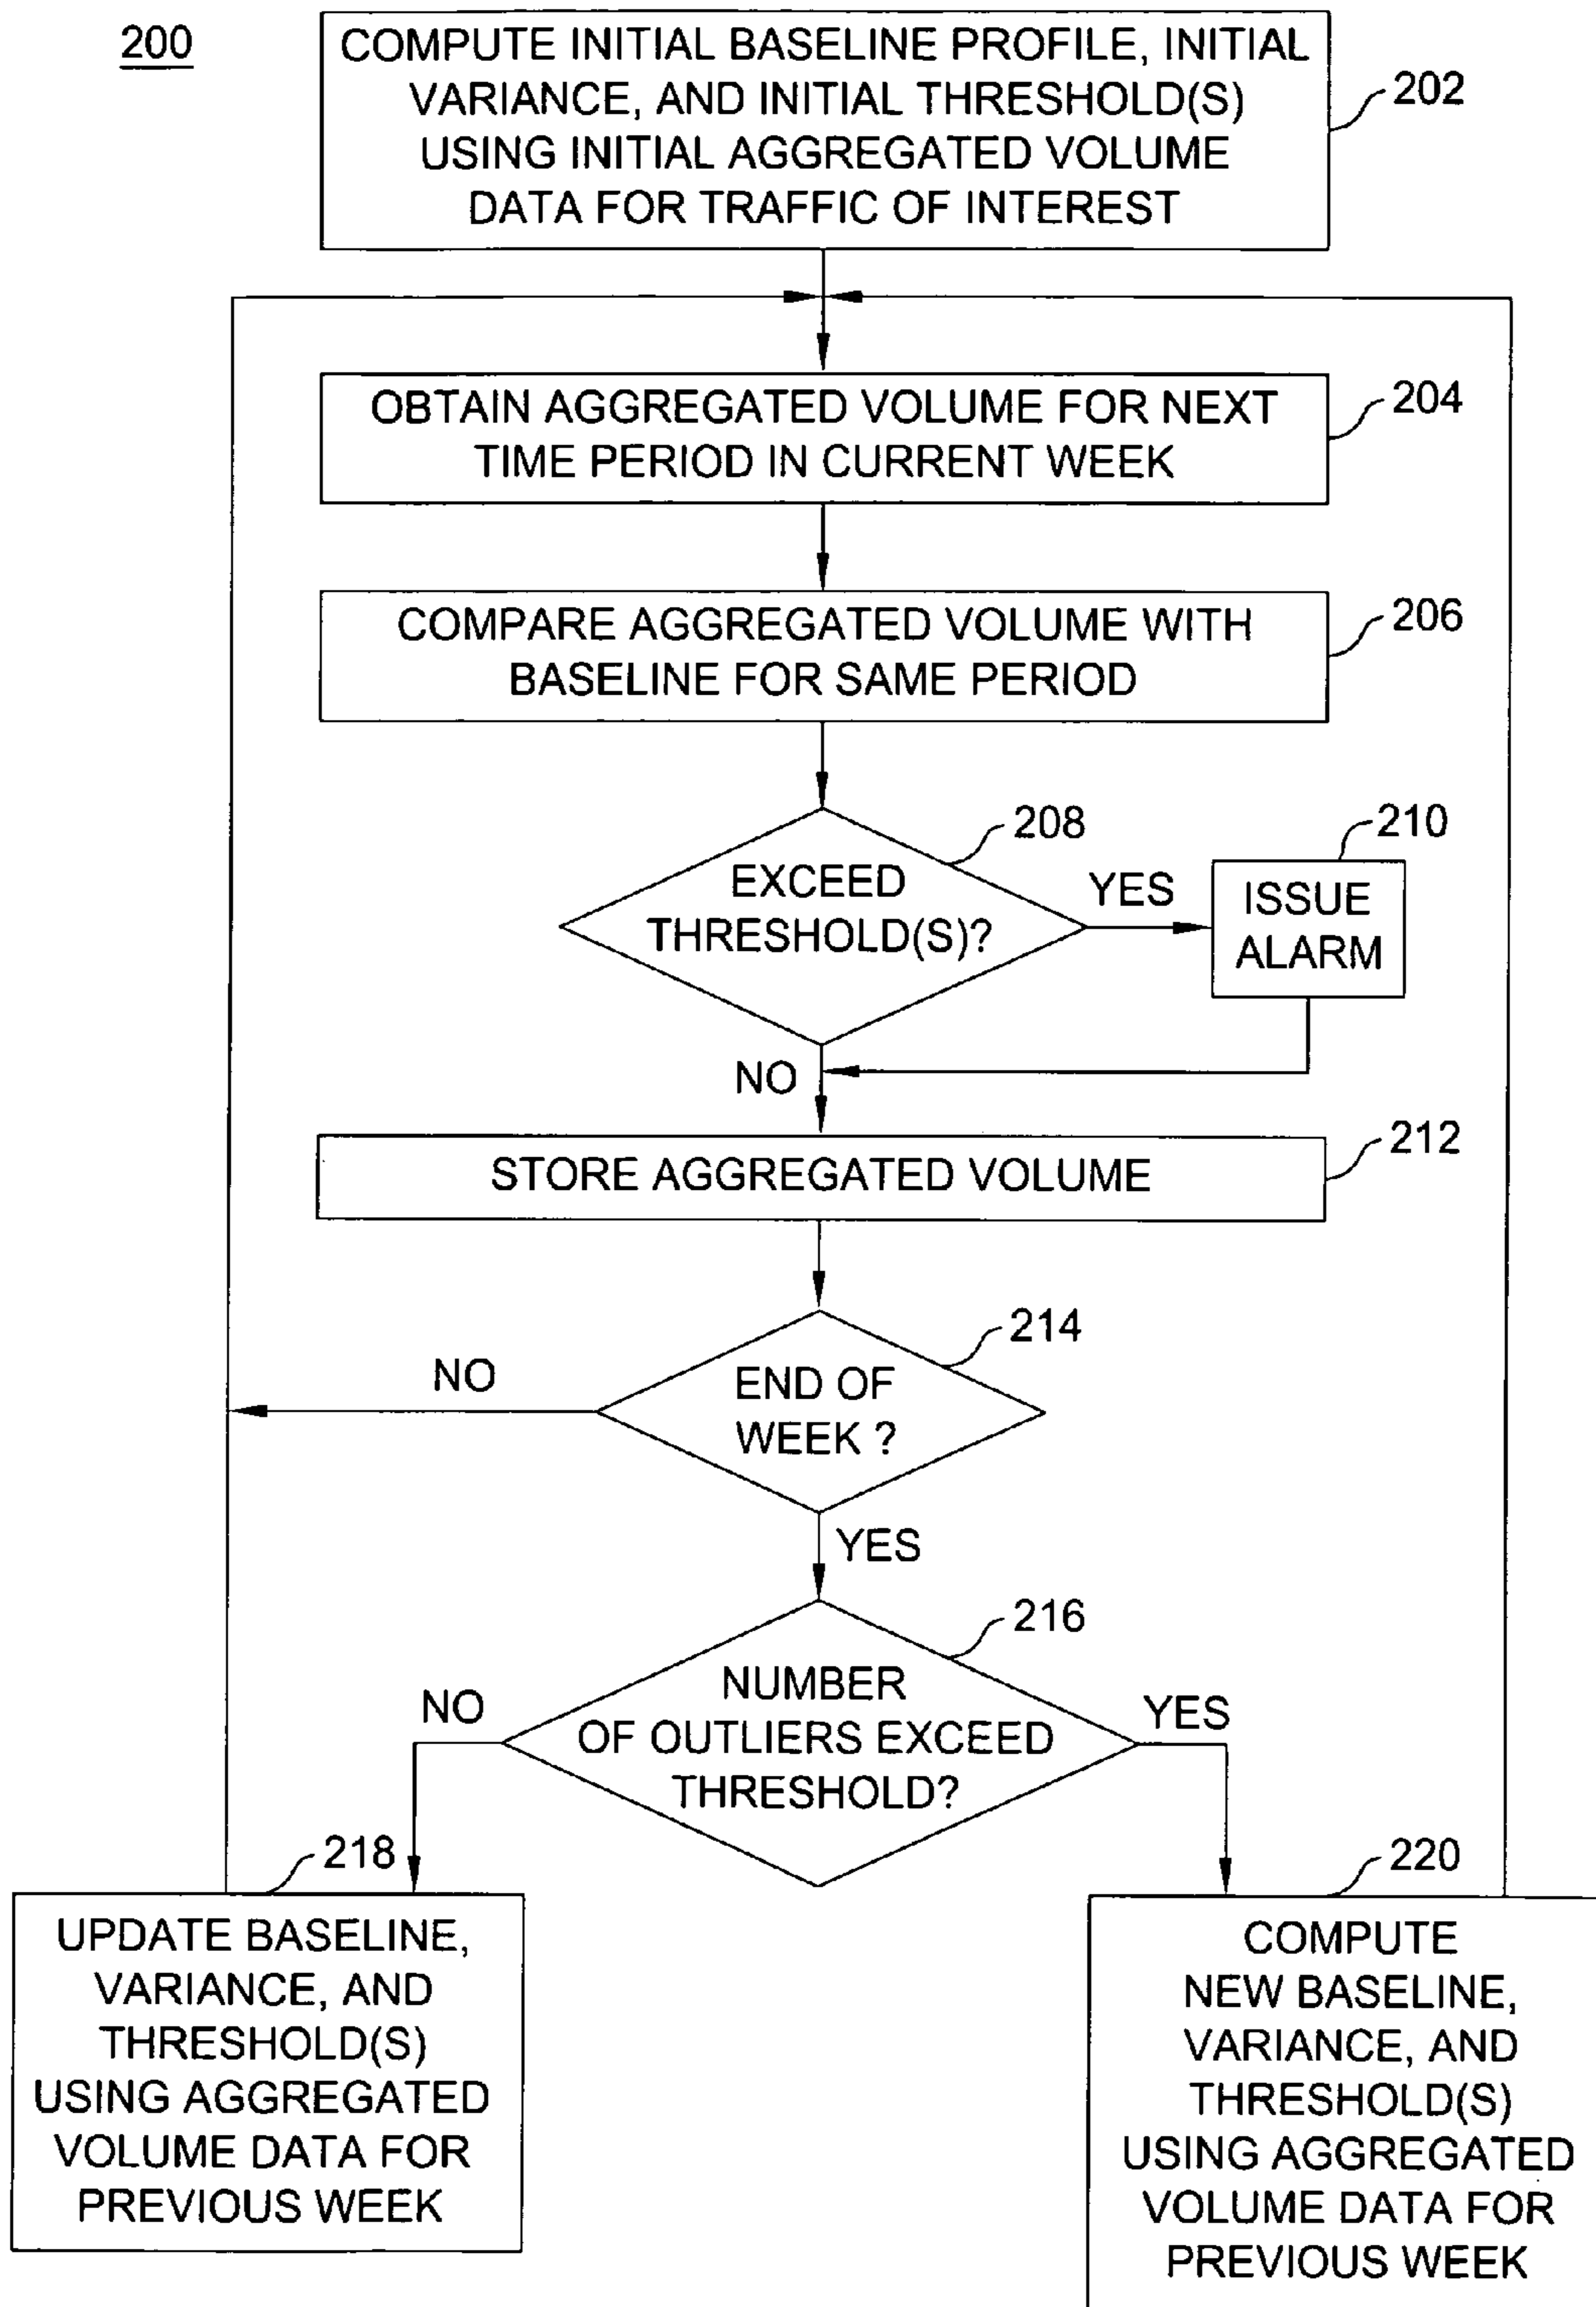 200
COMPUTE INITIAL BASELINE PROFILE, INITIAL
VARIANCE, AND INITIAL THRESHOLD(S)
USING INITIAL AGGREGATED VOLUME
DATA FOR TRAFFIC OF INTEREST
202
OBTAIN AGGREGATED VOLUME FOR NEXT
TIME PERIOD IN CURRENT WEEK
204
COMPARE AGGREGATED VOLUME WITH
BASELINE FOR SAME PERIOD
206
EXCEED
THRESHOLD(S)?
208
YES
ISSUE
ALARM
210
NO
STORE AGGREGATED VOLUME
212
END OF
WEEK ?
214
NO
YES
NUMBER
OF OUTLIERS EXCEED
THRESHOLD?
216
NO
YES
218
UPDATE BASELINE,
VARIANCE, AND
THRESHOLD(S)
USING AGGREGATED
VOLUME DATA FOR
PREVIOUS WEEK
220
COMPUTE
NEW BASELINE,
VARIANCE, AND
THRESHOLD(S)
USING AGGREGATED
VOLUME DATA FOR
PREVIOUS WEEK